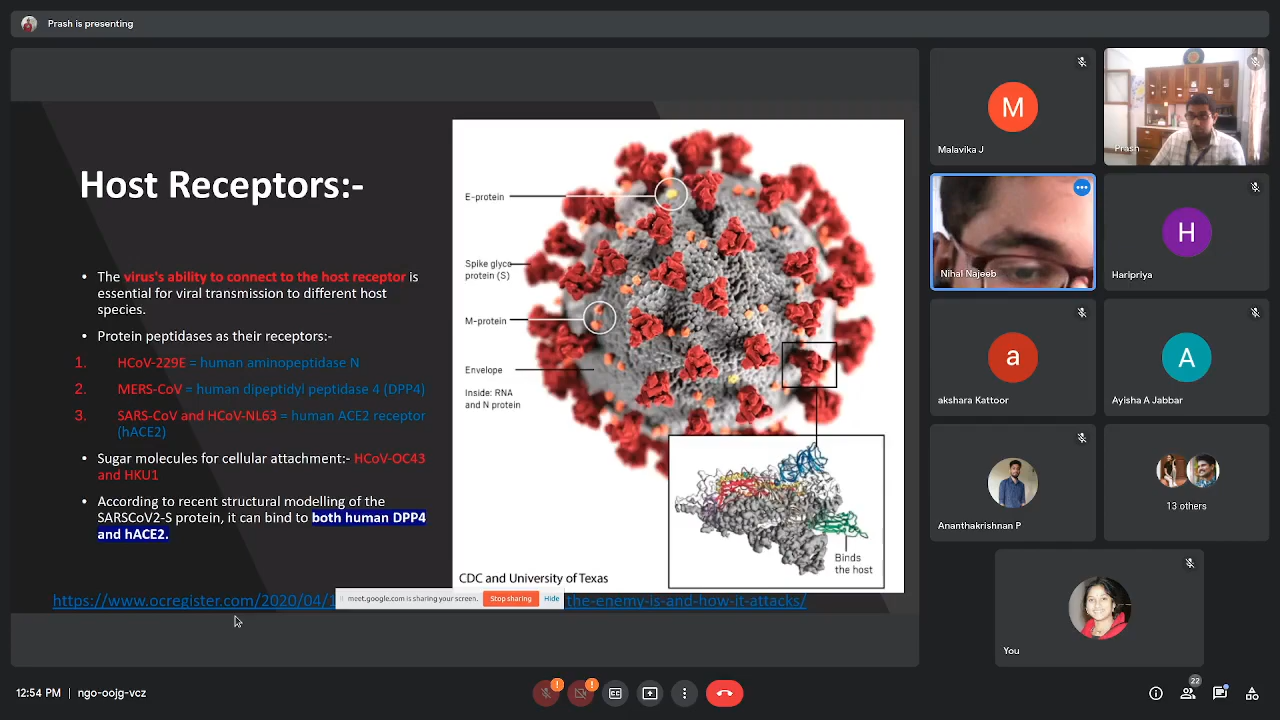 Prash is presenting
Host Receptors:-
• The virus's ability to connect to the host receptor is
essential for viral transmission to different host
species.
• Protein peptidases as their receptors:-
1. HCoV-229E = human aminopeptidase N
2. MERS-CoV = human dipeptidyl peptidase 4 (DPP4)
3. SARS-CoV and HCoV-NL63 = human ACE2 receptor
(hACE2)
• Sugar molecules for cellular attachment:- HCoV-OC43
and HKU1
• According to recent structural modelling of the
SARSCoV2-S protein, it can bind to both human DPP4
and hACE2.
E-protein
Spike glyco
protein (S)
M-protein
Envelope
Inside: RNA
and N protein
Binds
the host
CDC and University of Texas
https://www.ocregister.com/2020/04/1
the-enemy-is-and-how-it-attacks/
meet.google.com is sharing your screen.
Stop sharing
Hide
M
Malavika J
Prash
Nihal Najeeb
H
Haripriya
a
akshara Kattoor
A
Ayisha A Jabbar
Ananthakrishnan P
13 others
You
12:54 PM | ngo-oojg-vcz
22